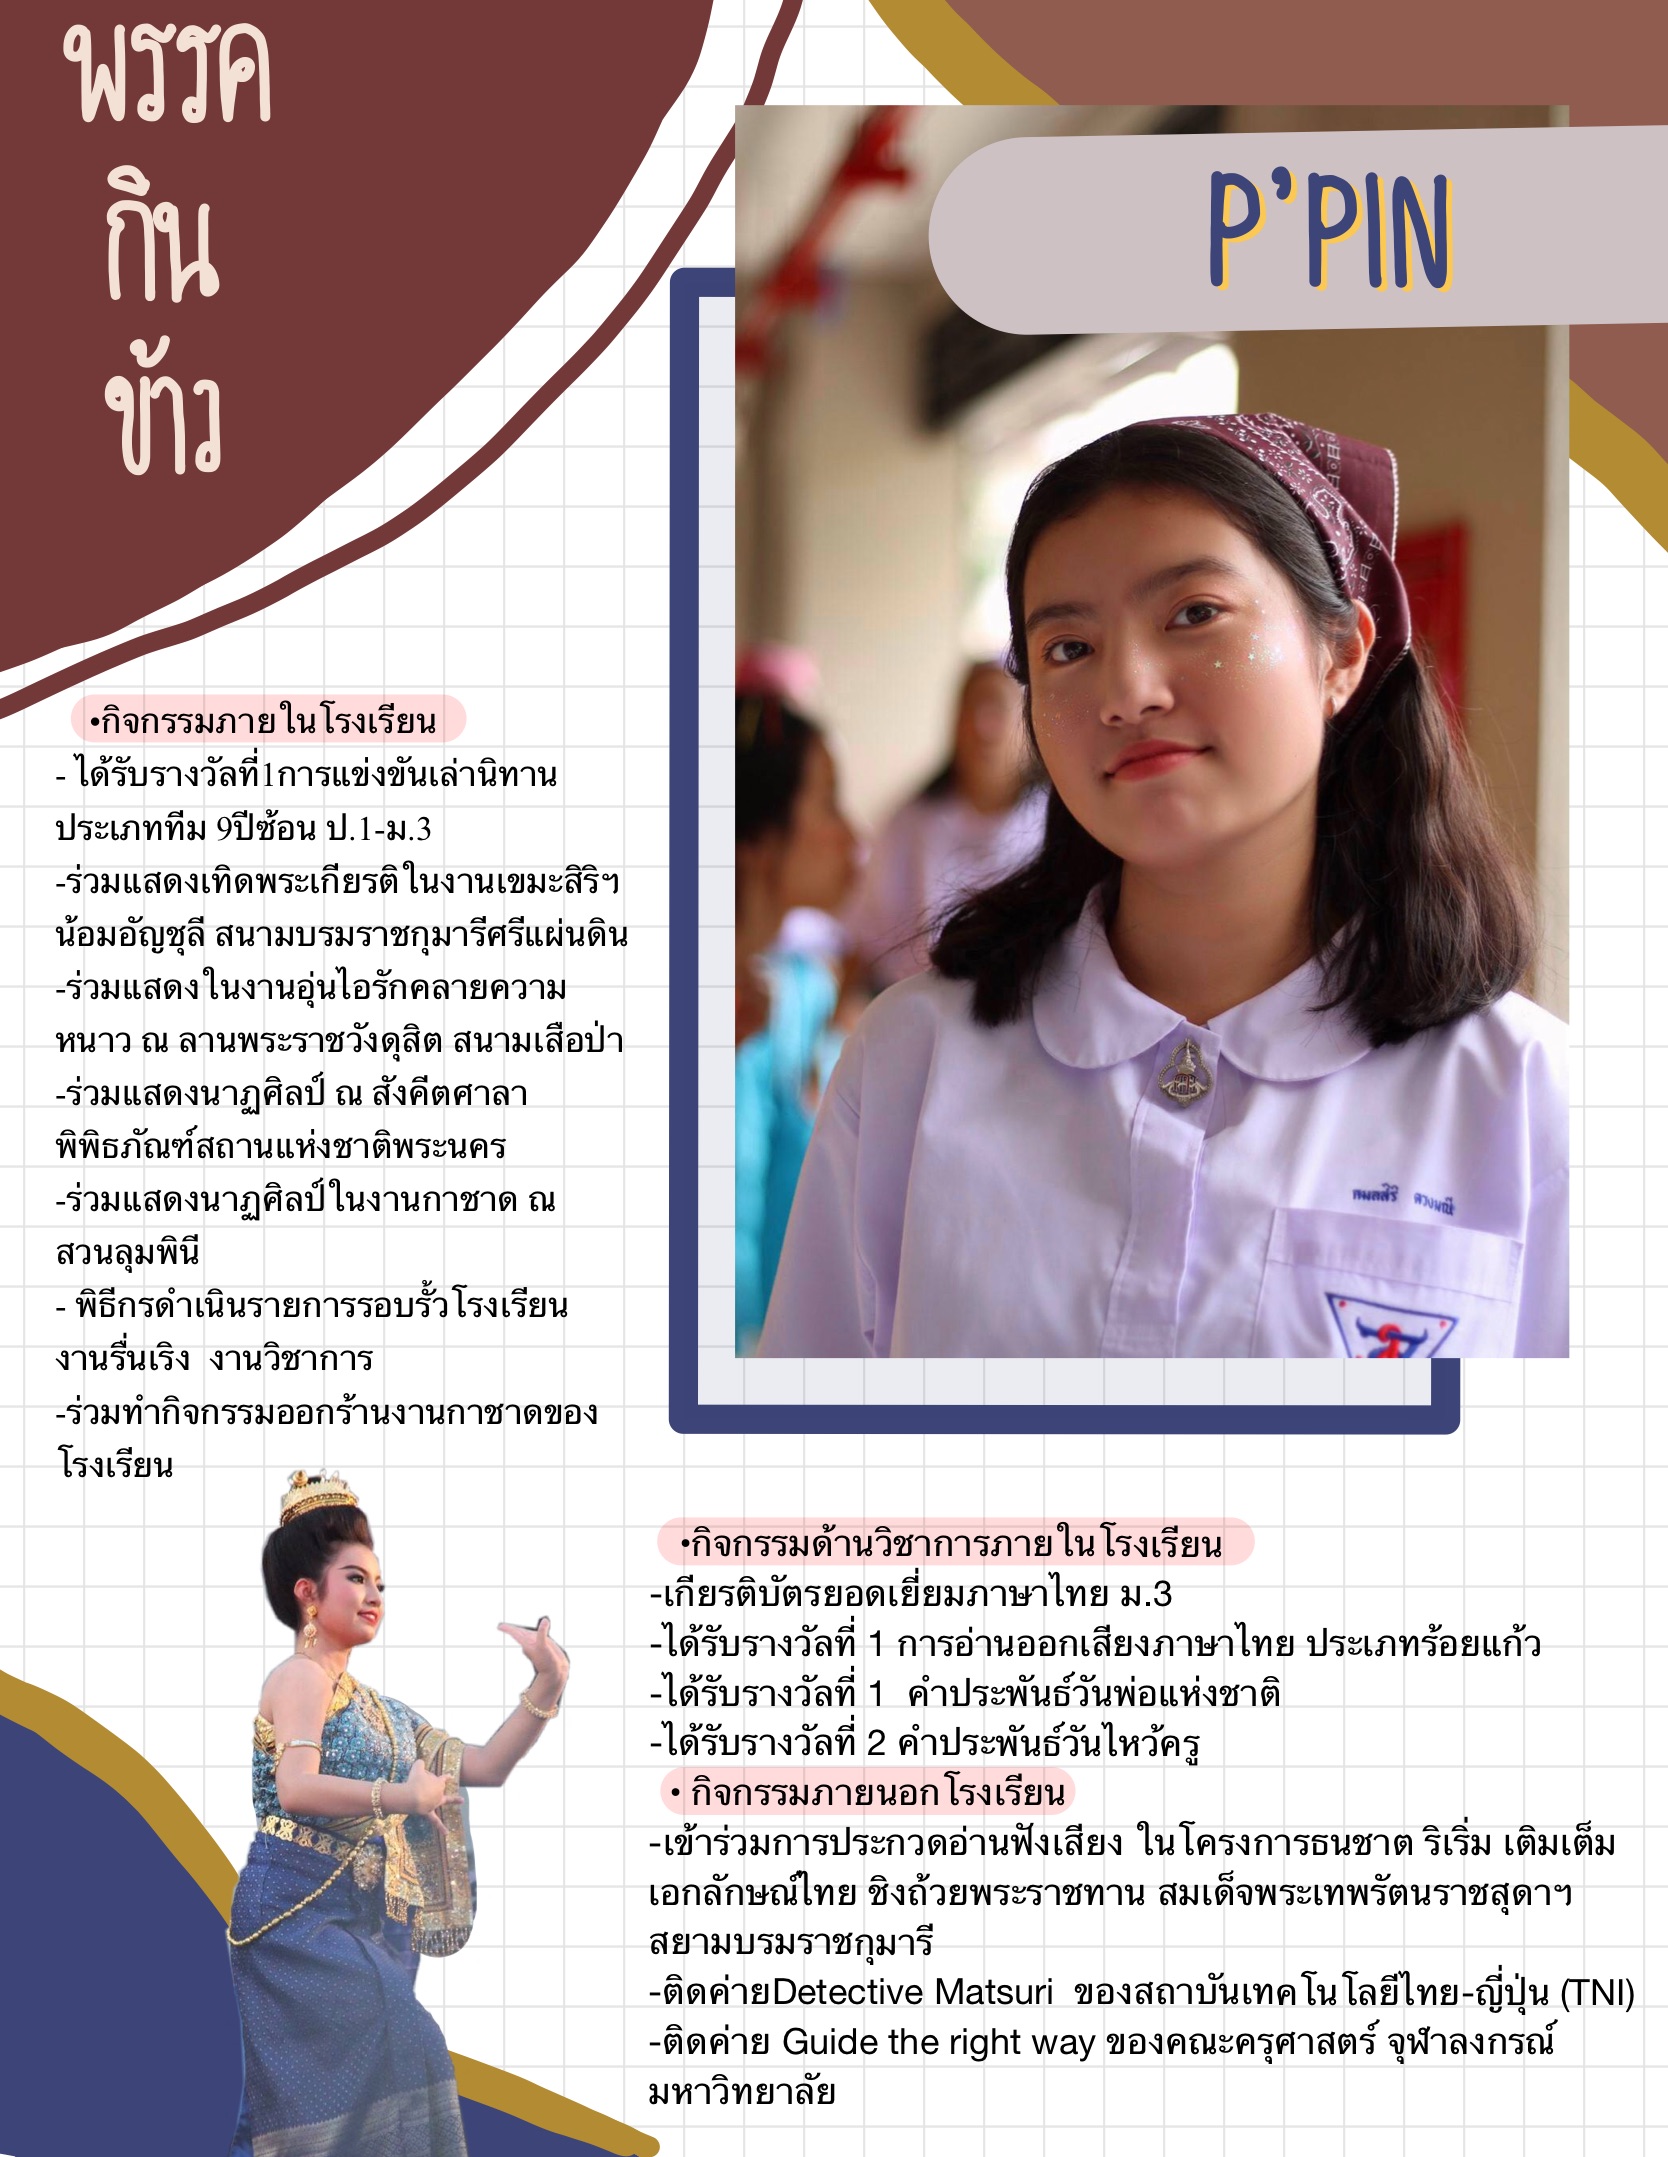 พรรค
กิน
ข้าว
P'PIN
•กิจกรรมภายในโรงเรียน
- ได้รับรางวัลที่1การแข่งขันเล่านิทาน
ประเภททีม 9ปีซ้อน ป.1-ม.3
-ร่วมแสดงเทิดพระเกียรติในงานเขมะสิริฯ
น้อมอัญชุลี สนามบรมราชกุมารีศรีแผ่นดิน
-ร่วมแสดงในงานอุ่นไอรักคลายความ
หนาว ณ ลานพระราชวังดุสิต สนามเสือป่า
-ร่วมแสดงนาฏศิลป์ ณ สังคีตศาลา
พิพิธภัณฑ์สถานแห่งชาติพระนคร
-ร่วมแสดงนาฏศิลป์ในงานกาชาด ณ
สวนลุมพินี
- พิธีกรดำเนินรายการรอบรั้วโรงเรียน
งานรื่นเริง งานวิชาการ
-ร่วมทำกิจกรรมออกร้านงานกาชาดของ
โรงเรียน
•กิจกรรมด้านวิชาการภายในโรงเรียน
-เกียรติบัตรยอดเยี่ยมภาษาไทย ม.3
-ได้รับรางวัลที่ 1 การอ่านออกเสียงภาษาไทย ประเภทร้อยแก้ว
-ได้รับรางวัลที่ 1 คำประพันธ์วันพ่อแห่งชาติ
-ได้รับรางวัลที่ 2 คำประพันธ์วันไหว้ครู
• กิจกรรมภายนอกโรงเรียน
-เข้าร่วมการประกวดอ่านฟังเสียง ในโครงการธนชาต ริเริ่ม เติมเต็ม
เอกลักษณ์ไทย ชิงถ้วยพระราชทาน สมเด็จพระเทพรัตนราชสุดาฯ
สยามบรมราชกุมารี
-ติดค่ายDetective Matsuri ของสถาบันเทคโนโลยีไทย-ญี่ปุ่น (TNI)
-ติดค่าย Guide the right way ของคณะครุศาสตร์ จุฬาลงกรณ์
มหาวิทยาลัย